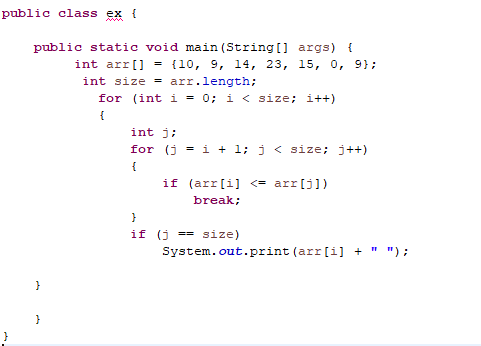 public class ex {
public static void main(String[] args) {
int arr[] = {10, 9, 14, 23, 15, 0, 9};
int size = arr.length;
for (int i = 0; i < size; i++)
{
int j;
for (j = i + 1; j < size; j++)
{
if (arr[i] <= arr[j])
break;
}
if (j == size)
System.out.print(arr[i] + " ");
}
}
}